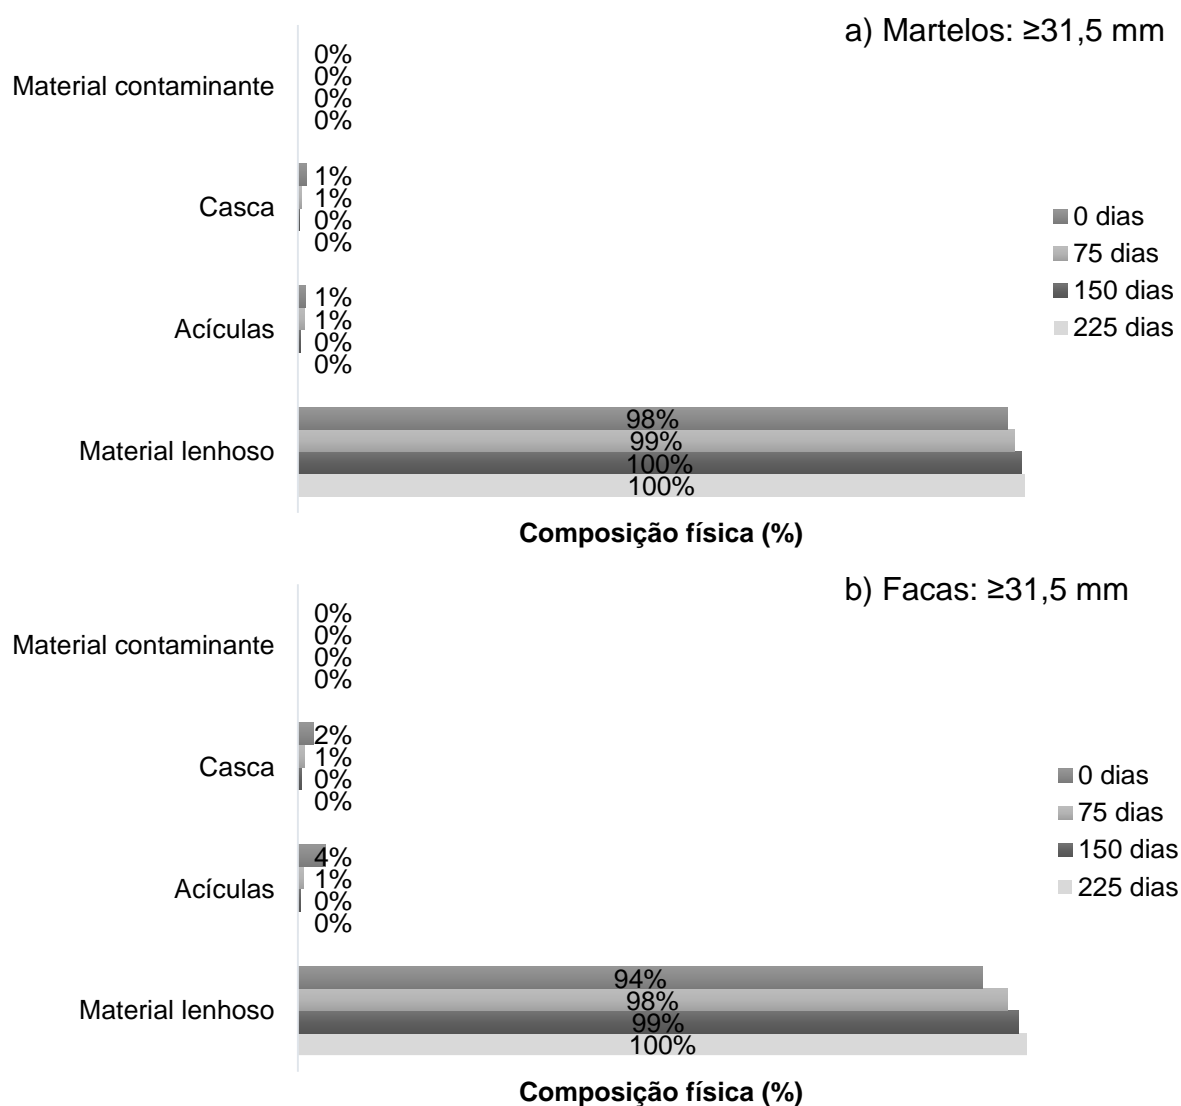 a) Martelos: ≥31,5 mm
Material contaminante
0%
0%
0%
0%
Casca
1%
1%
0%
0%
Acículas
1%
1%
0%
0%
Material lenhoso
98%
99%
100%
100%
0 dias
75 dias
150 dias
225 dias
Composição física (%)
b) Facas: ≥31,5 mm
Material contaminante
0%
0%
0%
0%
Casca
2%
1%
0%
0%
Acículas
4%
1%
0%
0%
Material lenhoso
94%
98%
99%
100%
0 dias
75 dias
150 dias
225 dias
Composição física (%)